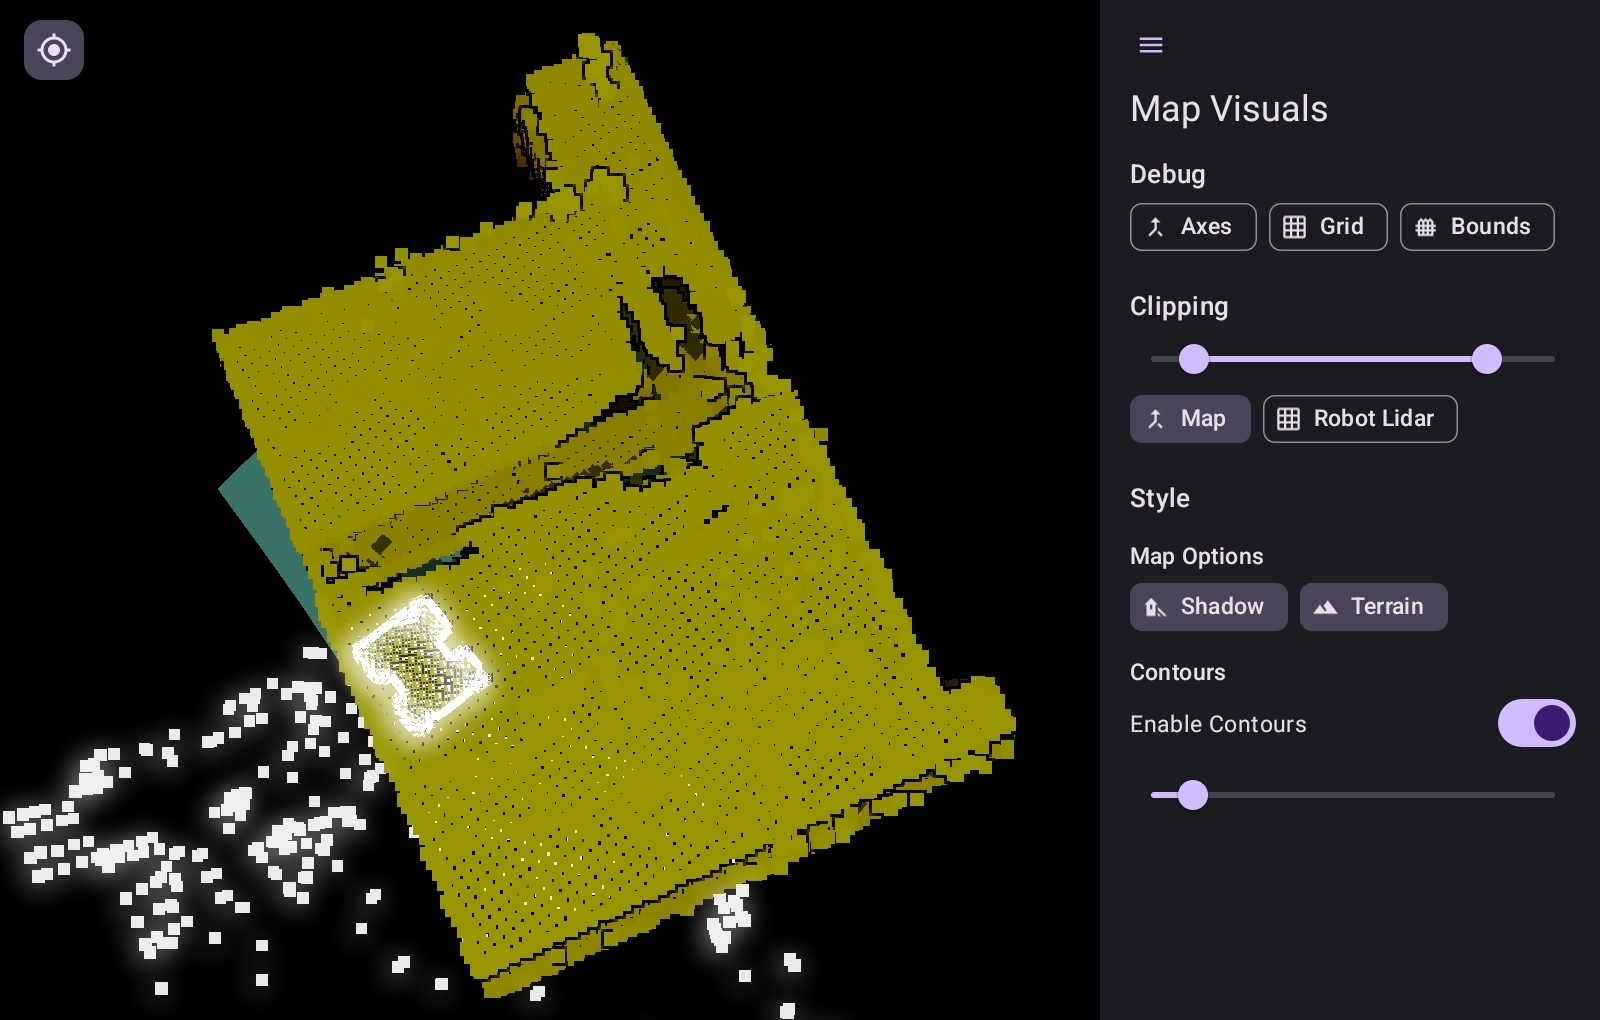 Map Visuals
Debug
Axes Grid Bounds
Clipping
Map Robot Lidar
Style
Map Options
Shadow Terrain
Contours
Enable Contours